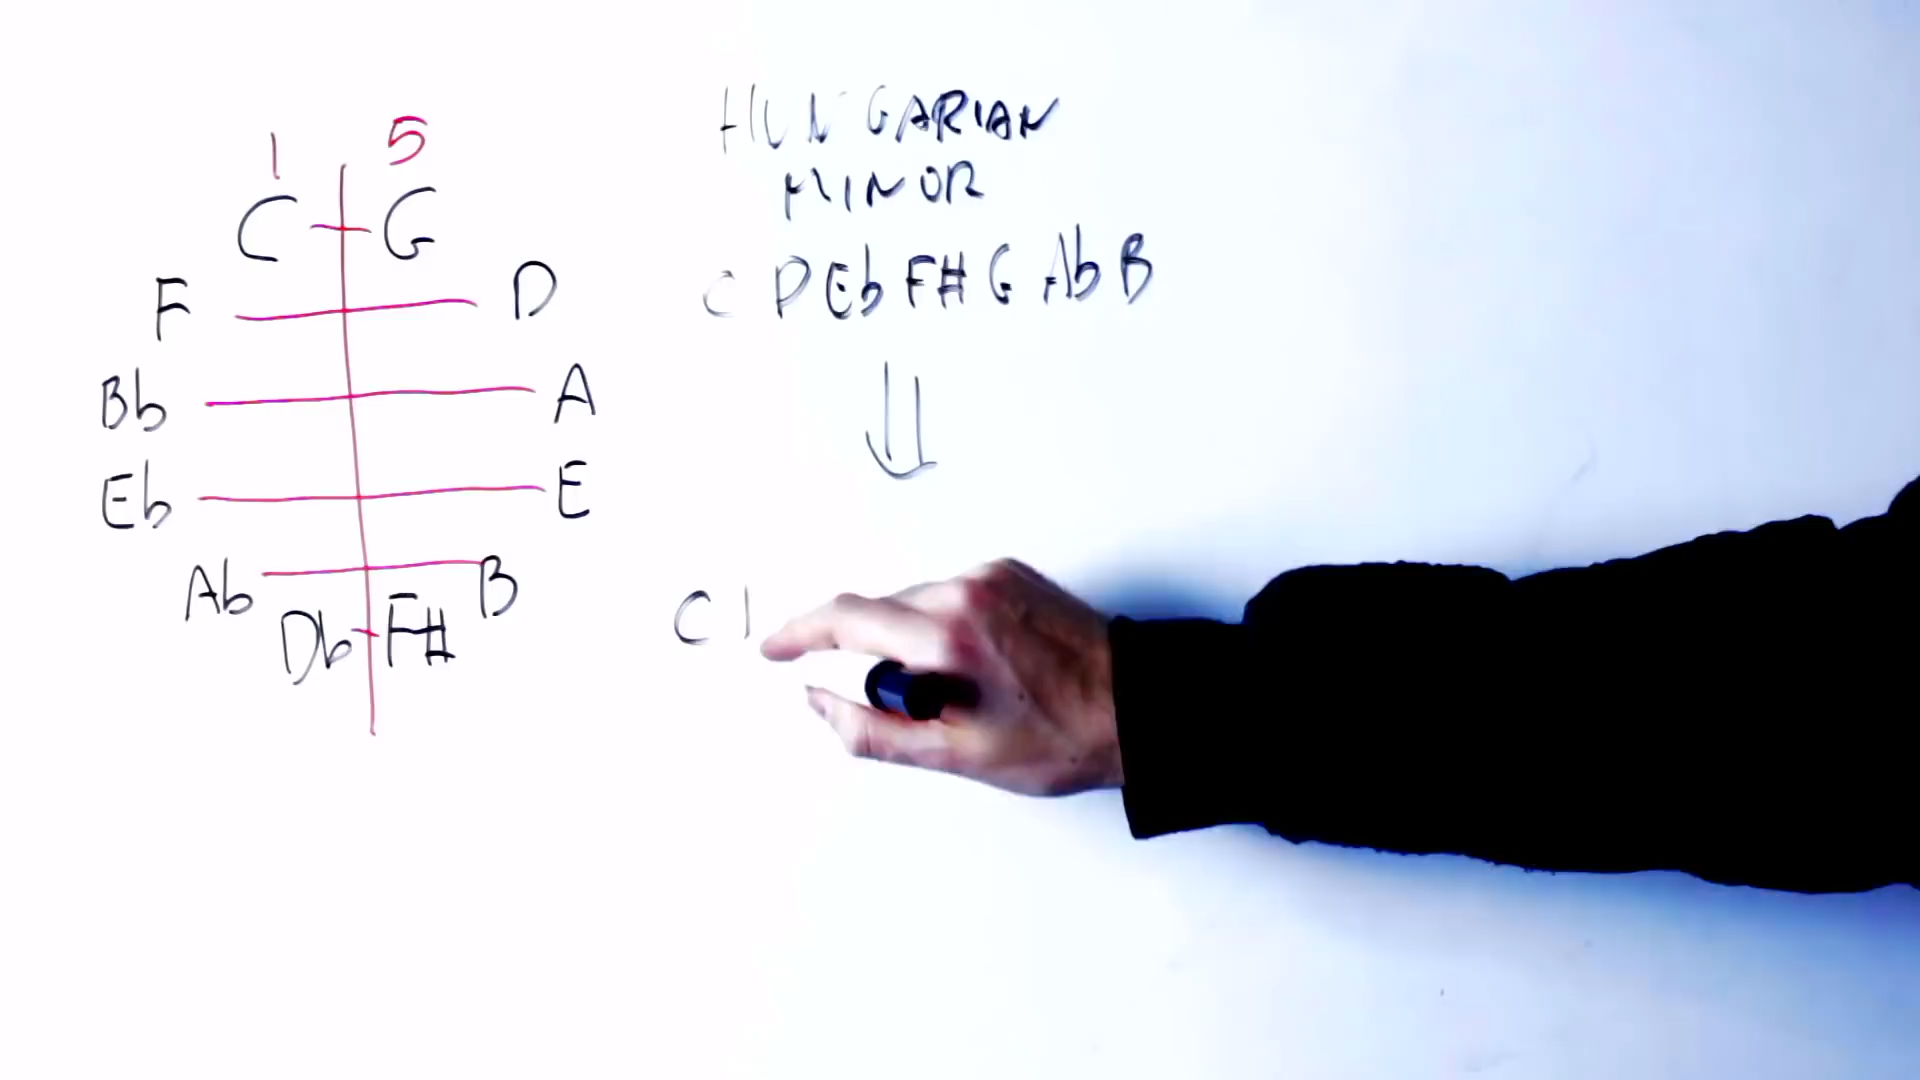 1 5
C G
F D
Bb A
Eb E
Ab B
Db F#
HUNGARIAN
MINOR
C D Eb F# G Ab B
C